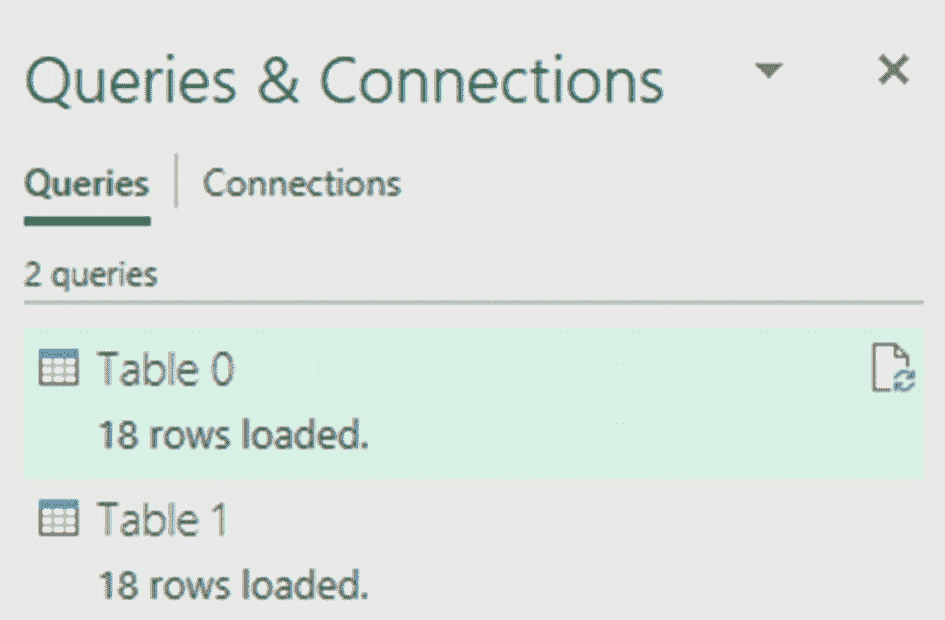 Queries & Connections
Queries | Connections
2 queries
Table 0
18 rows loaded.
Table 1
18 rows loaded.